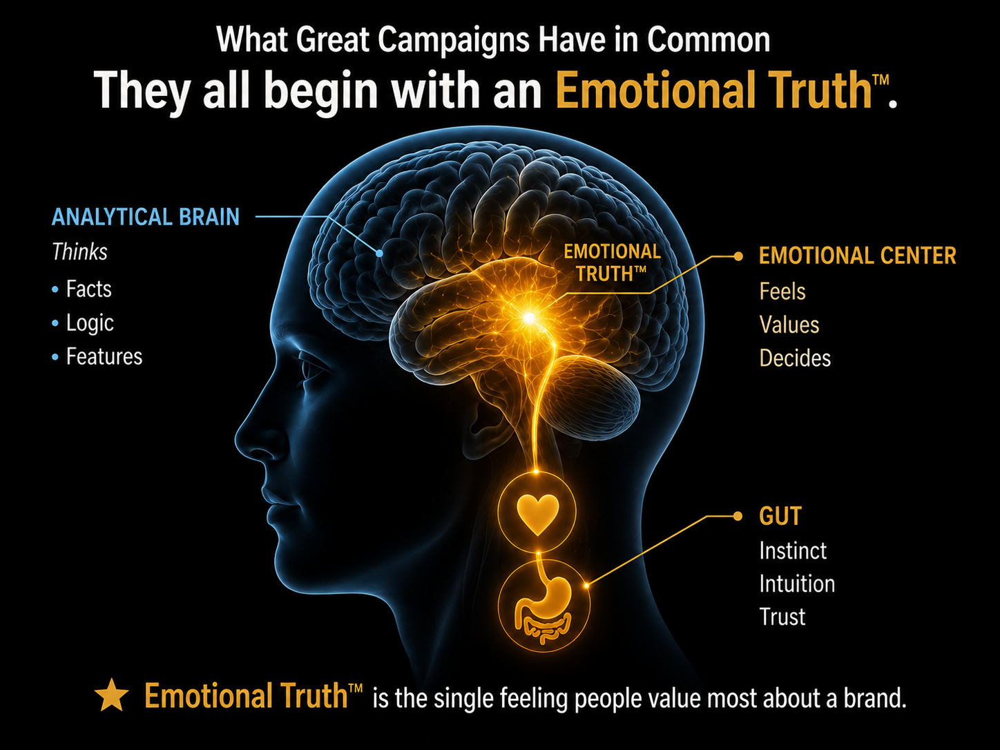 What Great Campaigns Have in Common
They all begin with an Emotional Truth™.
ANALYTICAL BRAIN
Thinks
• Facts
• Logic
• Features
EMOTIONAL
TRUTH™
EMOTIONAL CENTER
Feels
Values
Decides
GUT
Instinct
Intuition
Trust
Emotional Truth™ is the single feeling people value most about a brand.